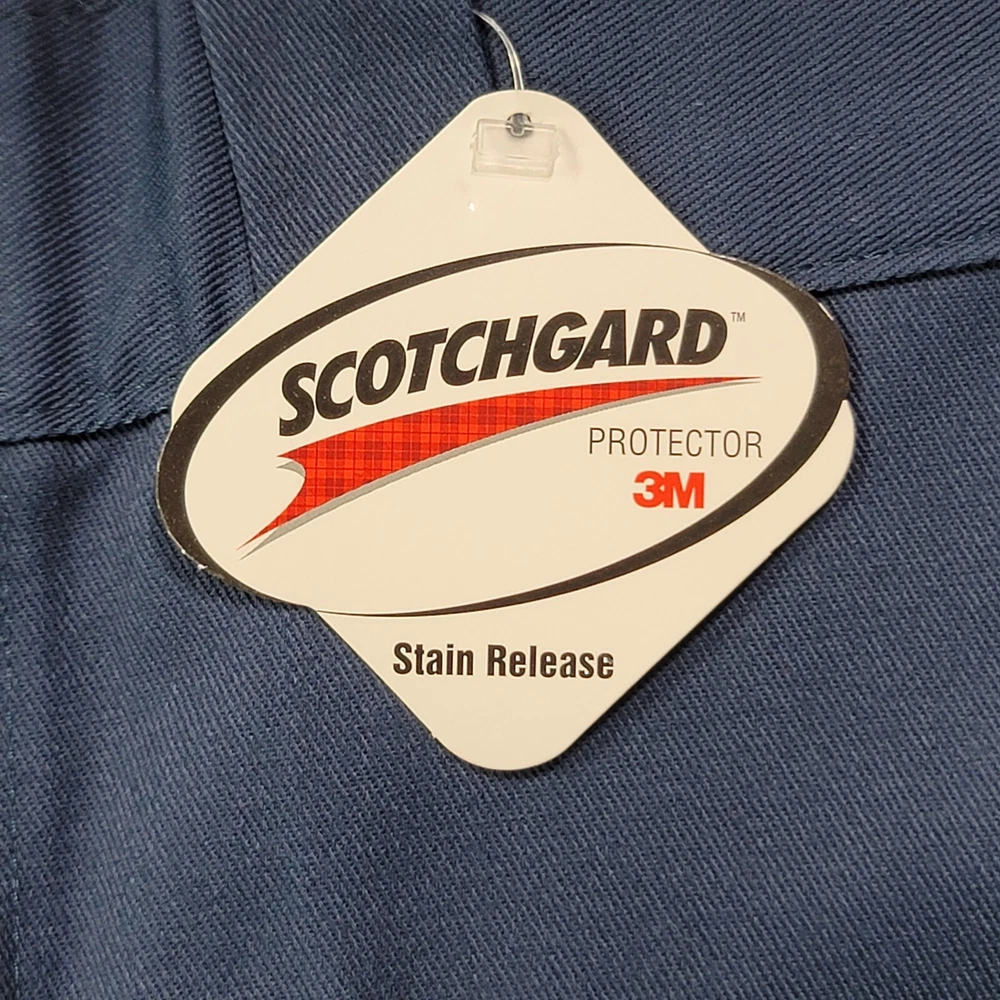 SCOTCHGARD™
PROTECTOR
3M
Stain Release